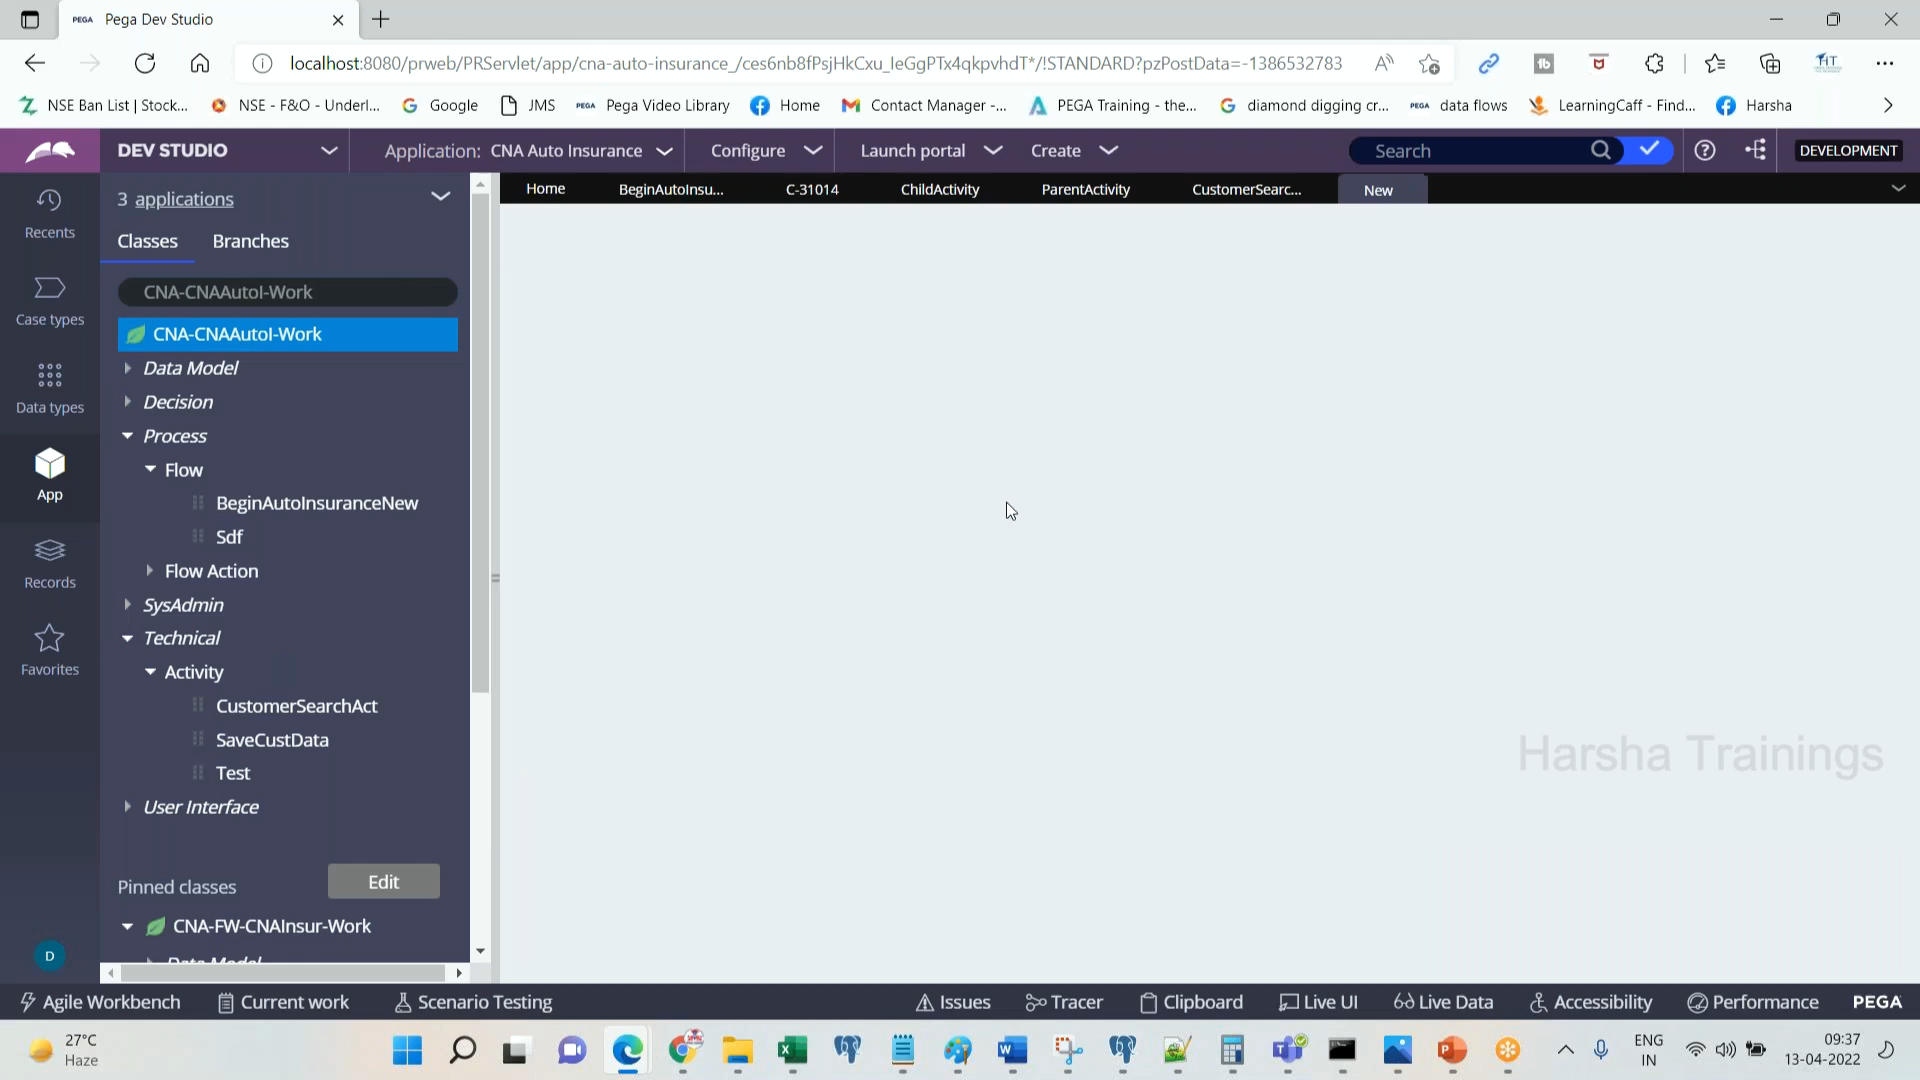 PEGA Pega Dev Studio
localhost:8080/prweb/PRServlet/app/cna-auto-insurance_/ces6nb8fPsjHkCxu_IeGgPTx4qkpvhdT*/!STANDARD?pzPostData=-1386532783
NSE Ban List | Stock... NSE - F&O - Underl... Google JMS PEGA Pega Video Library Home Contact Manager -... PEGA Training - the... diamond digging cr... PEGA data flows LearningCaff - Find... Harsha
DEV STUDIO Application: CNA Auto Insurance Configure Launch portal Create Search DEVELOPMENT
Home BeginAutoInsu... C-31014 ChildActivity ParentActivity CustomerSearc... New
3 applications
Recents
Classes Branches
CNA-CNAAutoI-Work
Case types
CNA-CNAAutoI-Work
Data Model
Data types
Decision
Process
Flow
App
BeginAutoInsuranceNew
Sdf
Flow Action
Records
SysAdmin
Technical
Favorites
Activity
CustomerSearchAct
SaveCustData
Test
User Interface
Harsha Trainings
Pinned classes Edit
CNA-FW-CNAInsur-Work
D
Data Model
Agile Workbench Current work Scenario Testing Issues Tracer Clipboard Live UI Live Data Accessibility Performance PEGA
27°C
Haze
ENG
IN
09:37
13-04-2022